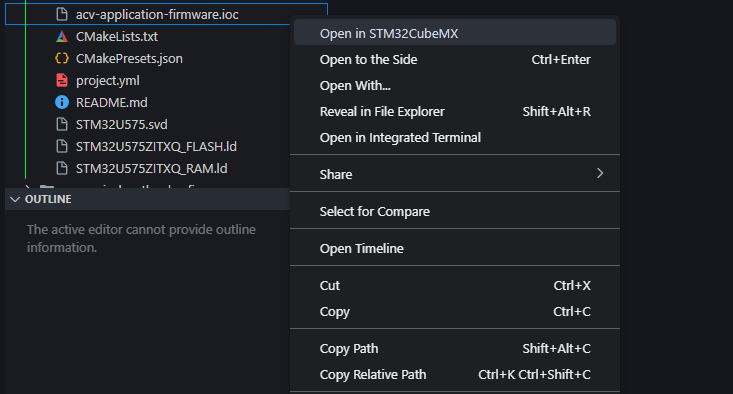 acv-application-firmware.ioc
CMakeLists.txt
CMakePresets.json
project.yml
README.md
STM32U575.svd
STM32U575ZITXQ_FLASH.ld
STM32U575ZITXQ_RAM.ld
OUTLINE
The active editor cannot provide outline
information.
Open in STM32CubeMX
Open to the Side Ctrl+Enter
Open With...
Reveal in File Explorer Shift+Alt+R
Open in Integrated Terminal
Share
Select for Compare
Open Timeline
Cut Ctrl+X
Copy Ctrl+C
Copy Path Shift+Alt+C
Copy Relative Path Ctrl+K Ctrl+Shift+C